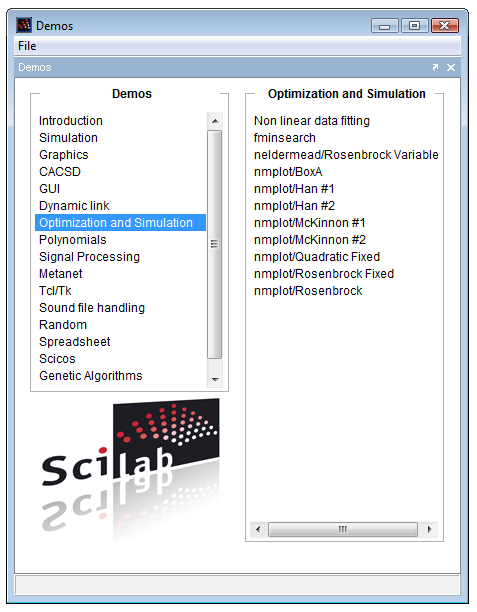 Demos
File
Demos
Demos
Introduction
Simulation
Graphics
CACSD
GUI
Dynamic link
Optimization and Simulation
Polynomials
Signal Processing
Metanet
Tcl/Tk
Sound file handling
Random
Spreadsheet
Scicos
Genetic Algorithms
Scilab
Optimization and Simulation
Non linear data fitting
fminsearch
neldermead/Rosenbrock Variable
nmplot/BoxA
nmplot/Han #1
nmplot/Han #2
nmplot/McKinnon #1
nmplot/McKinnon #2
nmplot/Quadratic Fixed
nmplot/Rosenbrock Fixed
nmplot/Rosenbrock